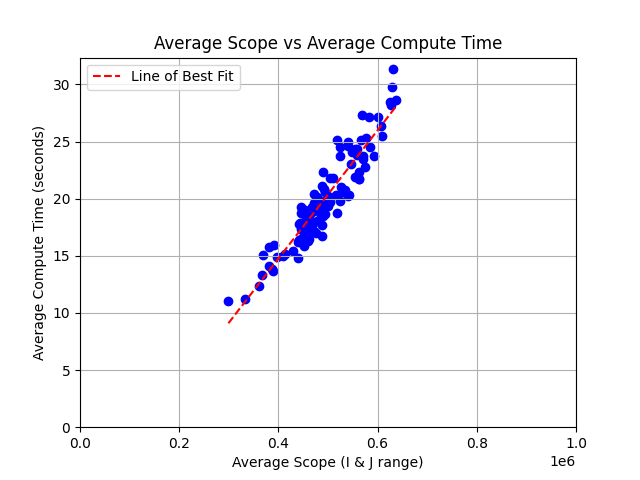 Average Scope vs Average Compute Time
Line of Best Fit
Average Compute Time (seconds)
30
25
20
15
10
5
0
0.0 0.2 0.4 0.6 0.8 1.0
1e6
Average Scope (I & J range)